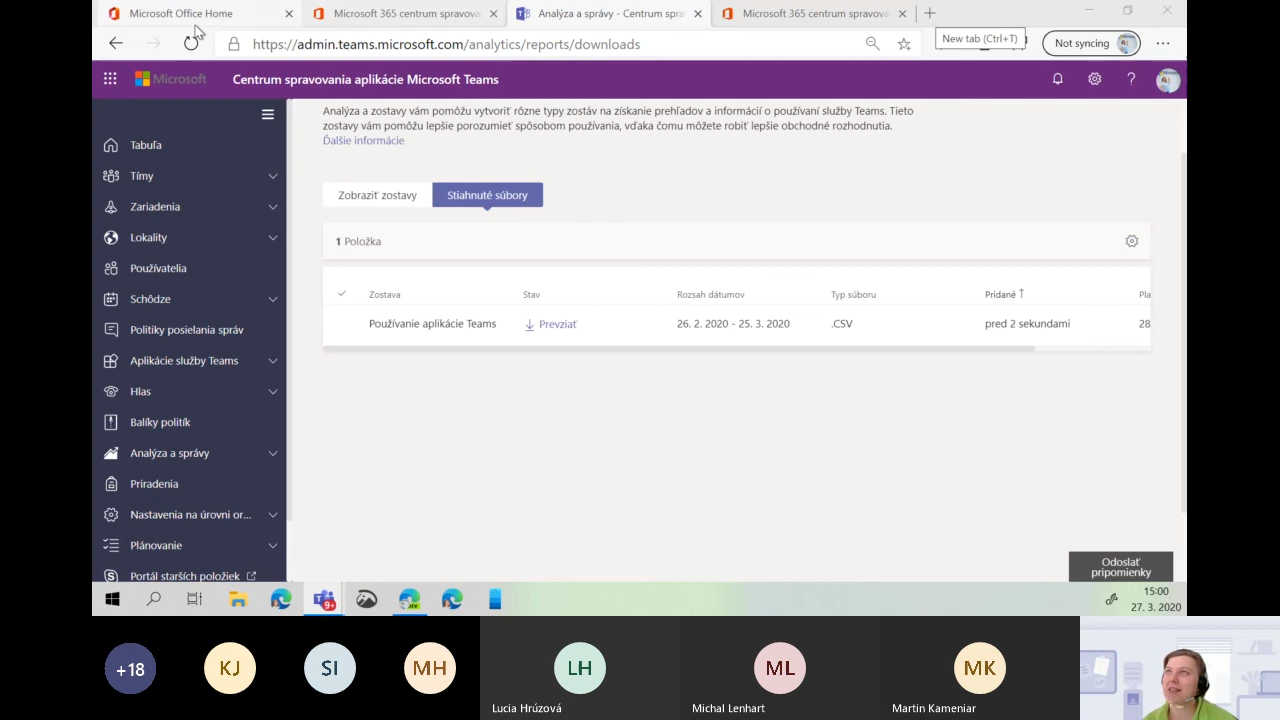 Microsoft Office Home
Microsoft 365 centrum spravova
Analýza a správy - Centrum sprá
Microsoft 365 centrum spravova
https://admin.teams.microsoft.com/analytics/reports/downloads
New tab (Ctrl+T)
Not syncing
Microsoft
Centrum spravovania aplikácie Microsoft Teams
Analýza a zostavy vám pomôžu vytvoriť rôzne typy zostáv na získanie prehľadov a informácií o používaní služby Teams. Tieto
zostavy vám pomôžu lepšie porozumieť spôsobom používania, vďaka čomu môžete robiť lepšie obchodné rozhodnutia.
Ďalšie informácie
Tabuľa
Tímy
Zariadenia
Lokality
Používatelia
Schôdze
Politiky posielania správ
Aplikácie služby Teams
Hlas
Balíky politík
Analýza a správy
Priradenia
Nastavenia na úrovni or...
Plánovanie
Portál starších položiek
Zobraziť zostavy
Stiahnuté súbory
1 Položka
Zostava Stav Rozsah dátumov Typ súboru Pridané Pla
Používanie aplikácie Teams Prevziať 26. 2. 2020 - 25. 3. 2020 .CSV pred 2 sekundami 28
Odoslať
pripomienky
9+
15:00
27. 3. 2020
+18
KJ
SI
MH
LH
ML
MK
Lucia Hrúzová
Michal Lenhart
Martin Kameniar